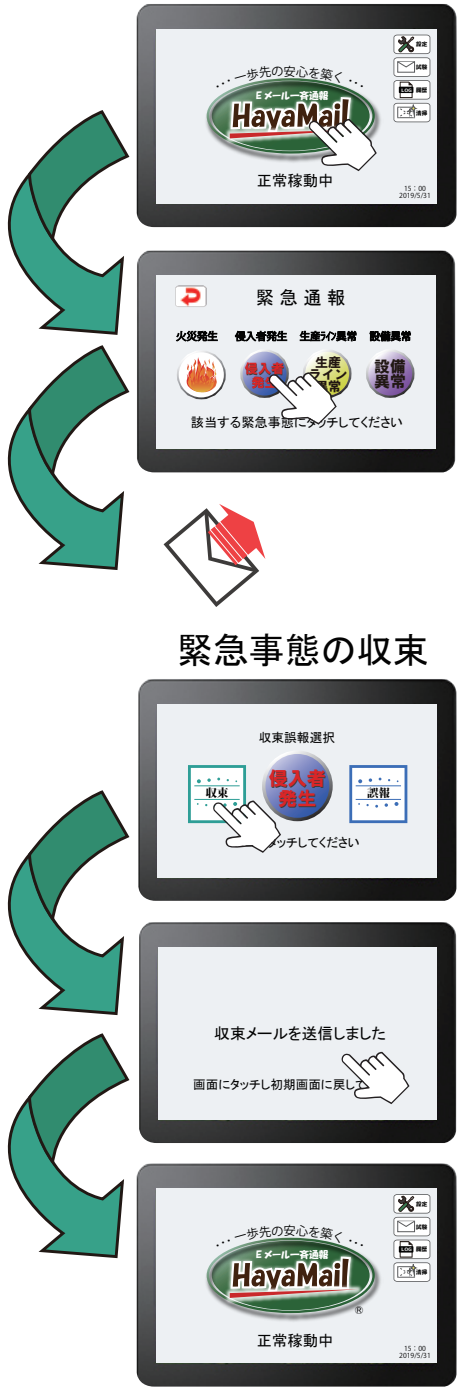 設定
試験
LOG 履歴
清掃
... 一歩先の安心を築く ...
Eメール一斉通報
HayaMail
正常稼動中
15:00
2019/5/31
緊急通報
火災発生 侵入者発生 生産ライン異常 設備異常
侵入者
発生
生産
ライン
異常
設備
異常
該当する緊急事態にタッチしてください
緊急事態の収束
収束誤報選択
収束
侵入者
発生
誤報
タッチしてください
収束メールを送信しました
画面にタッチし初期画面に戻して
設定
試験
LOG 履歴
清掃
... 一歩先の安心を築く ...
Eメール一斉通報
HayaMail
®
正常稼動中
15:00
2019/5/31